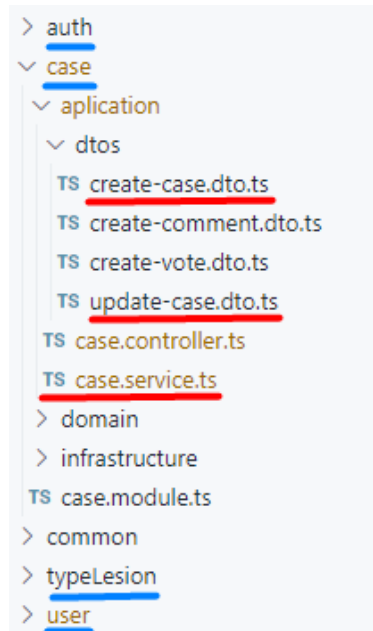 auth
case
aplication
dtos
TS create-case.dto.ts
TS create-comment.dto.ts
TS create-vote.dto.ts
TS update-case.dto.ts
TS case.controller.ts
TS case.service.ts
domain
infrastructure
TS case.module.ts
common
typeLesion
user